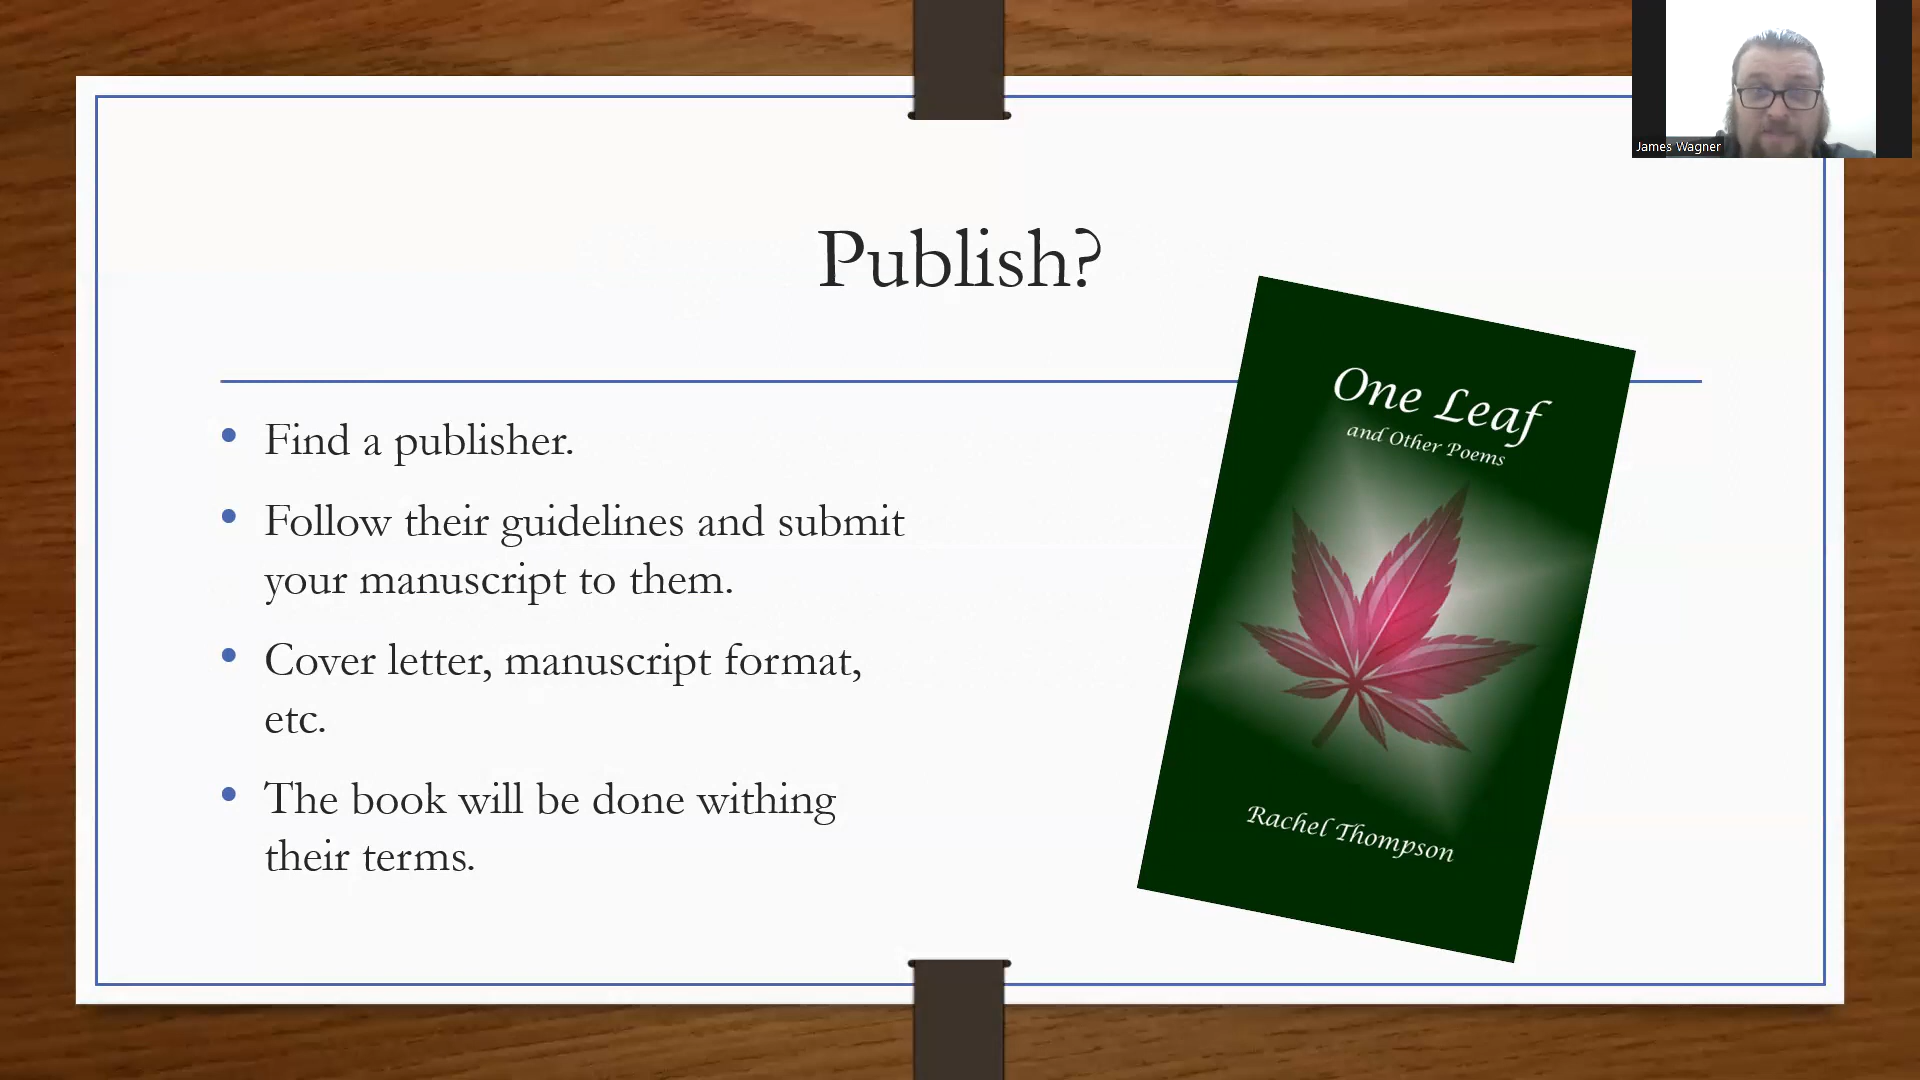 James Wagner
Publish?
• Find a publisher.
• Follow their guidelines and submit
your manuscript to them.
• Cover letter, manuscript format,
etc.
• The book will be done withing
their terms.
One Leaf
and Other Poems
Rachel Thompson